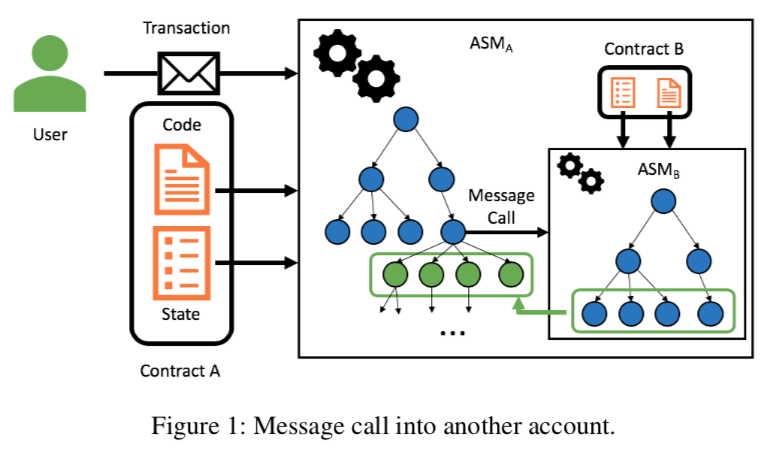 Transaction
User
Code
State
Contract A
ASMA
Message
Call
Contract B
ASMB
...
Figure 1: Message call into another account.